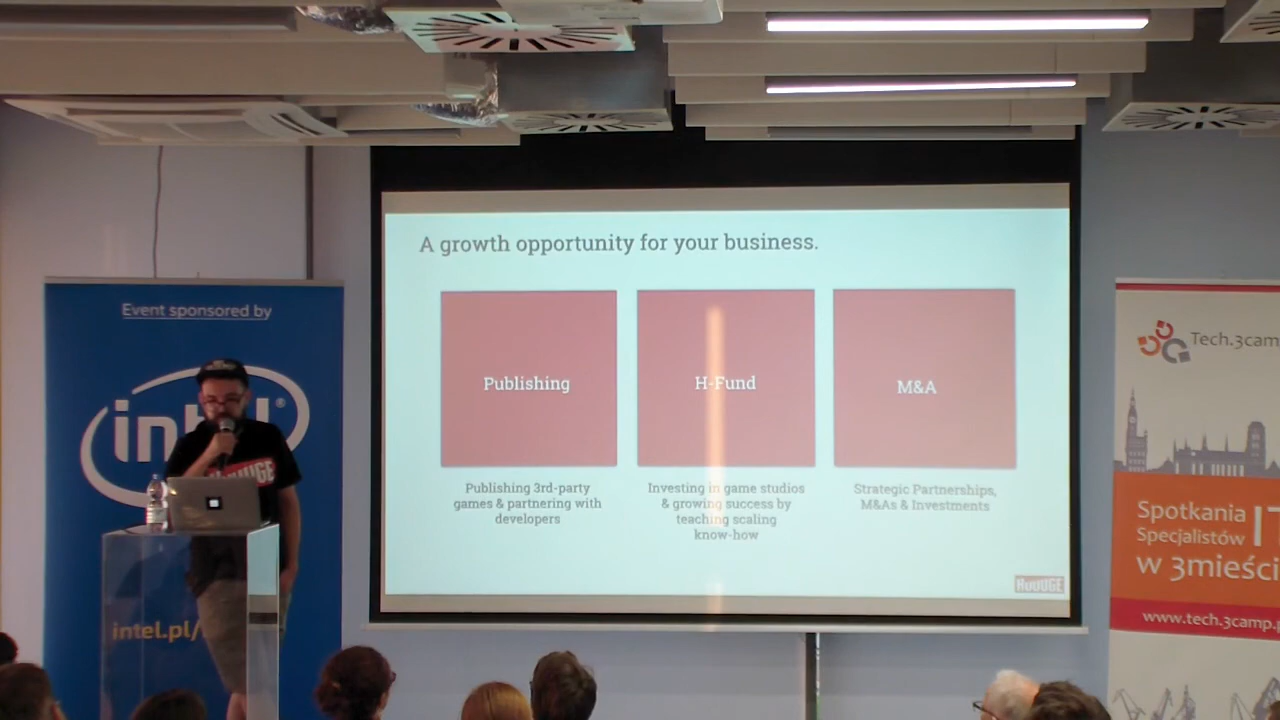 Event sponsored by
intel
intel.pl/
A growth opportunity for your business.
Publishing
H-Fund
M&A
Publishing 3rd-party
games & partnering with
developers
Investing in game studios
& growing success by
teaching scaling
know-how
Strategic Partnerships,
M&As & Investments
HUUUGE
Tech.3camp
Spotkania
Specjalistów IT
w 3mieści
www.tech.3camp.p